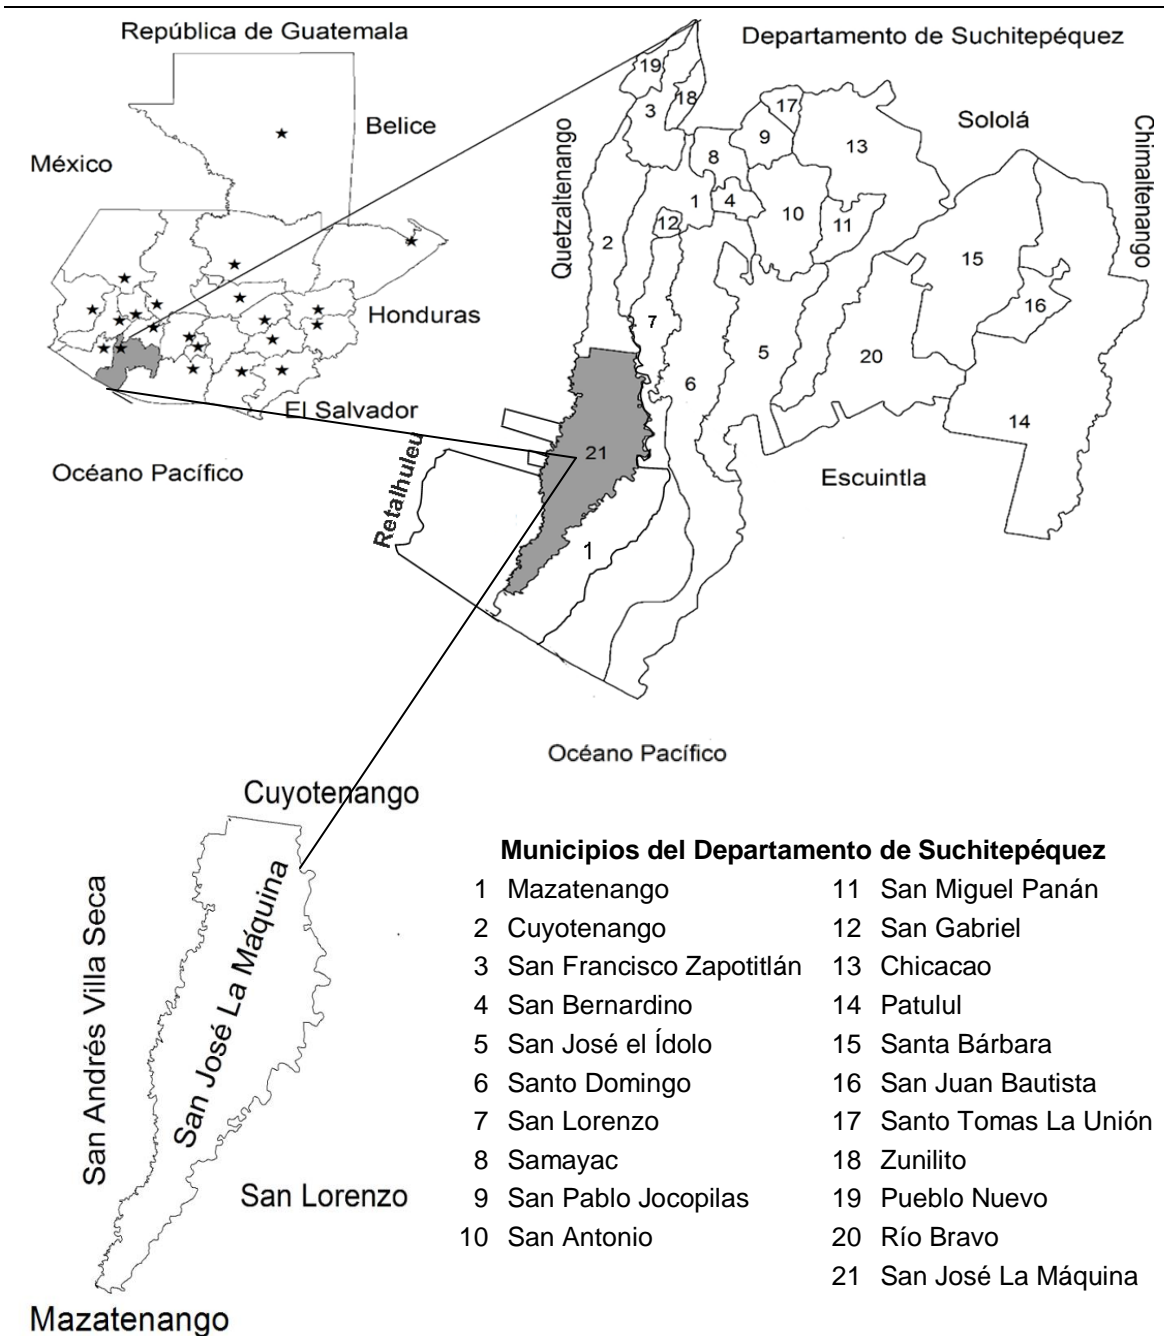 República de Guatemala
Departamento de Suchitepéquez
México
Belice
Honduras
El Salvador
Océano Pacífico
Quetzaltenango
Sololá
Chimaltenango
Retalhuleu
Escuintla
19
18
3
17
9
13
8
1
4
12
10
11
2
15
16
7
5
20
6
14
21
1
Océano Pacífico
Cuyotenango
San Andrés Villa Seca
San José La Máquina
San Lorenzo
Mazatenango
Municipios del Departamento de Suchitepéquez
1 Mazatenango
2 Cuyotenango
3 San Francisco Zapotitlán
4 San Bernardino
5 San José el Ídolo
6 Santo Domingo
7 San Lorenzo
8 Samayac
9 San Pablo Jocopilas
10 San Antonio
11 San Miguel Panán
12 San Gabriel
13 Chicacao
14 Patulul
15 Santa Bárbara
16 San Juan Bautista
17 Santo Tomas La Unión
18 Zunilito
19 Pueblo Nuevo
20 Río Bravo
21 San José La Máquina